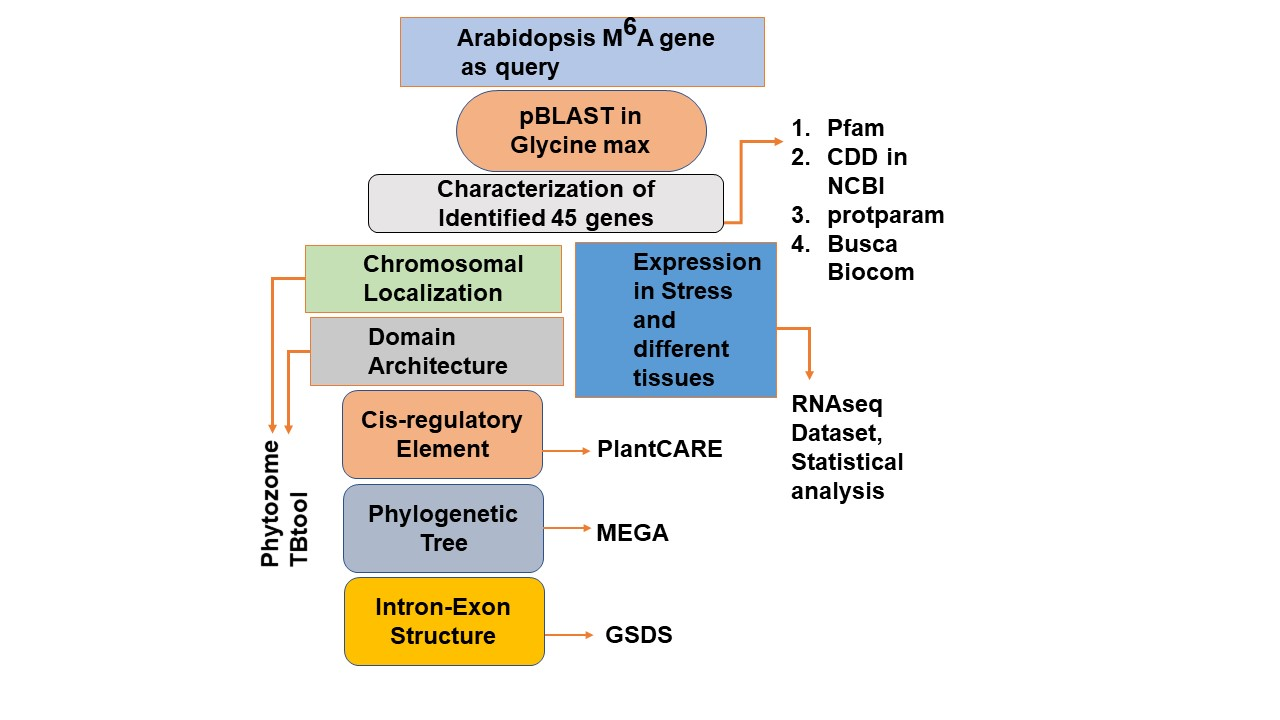 Arabidopsis M⁶A gene
as query
pBLAST in
Glycine max
Characterization of
Identified 45 genes
1. Pfam
2. CDD in
NCBI
3. protparam
4. Busca
Biocom
Chromosomal
Localization
Expression
in Stress
and
different
tissues
Domain
Architecture
RNAseq
Dataset,
Statistical
analysis
Cis-regulatory
Element
PlantCARE
Phytozome
TBtool
Phylogenetic
Tree
MEGA
Intron-Exon
Structure
GSDS